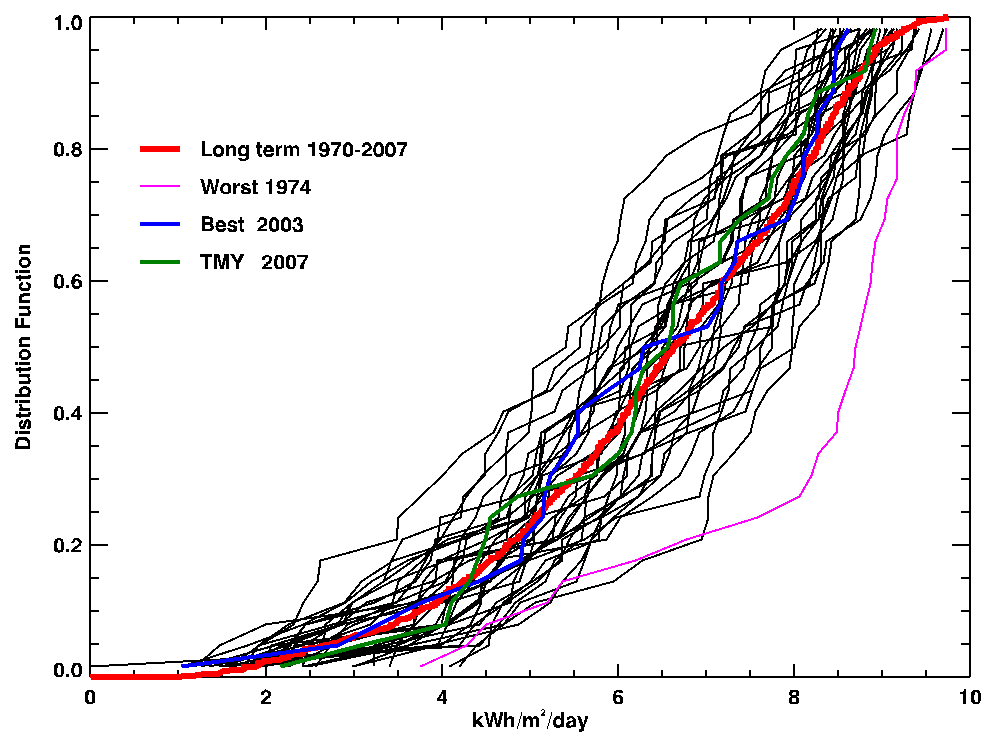 1.0
0.8
0.6
0.4
0.2
0.0
Distribution Function
Long term 1970-2007
Worst 1974
Best 2003
TMY 2007
0 2 4 6 8 10
kWh/m²/day